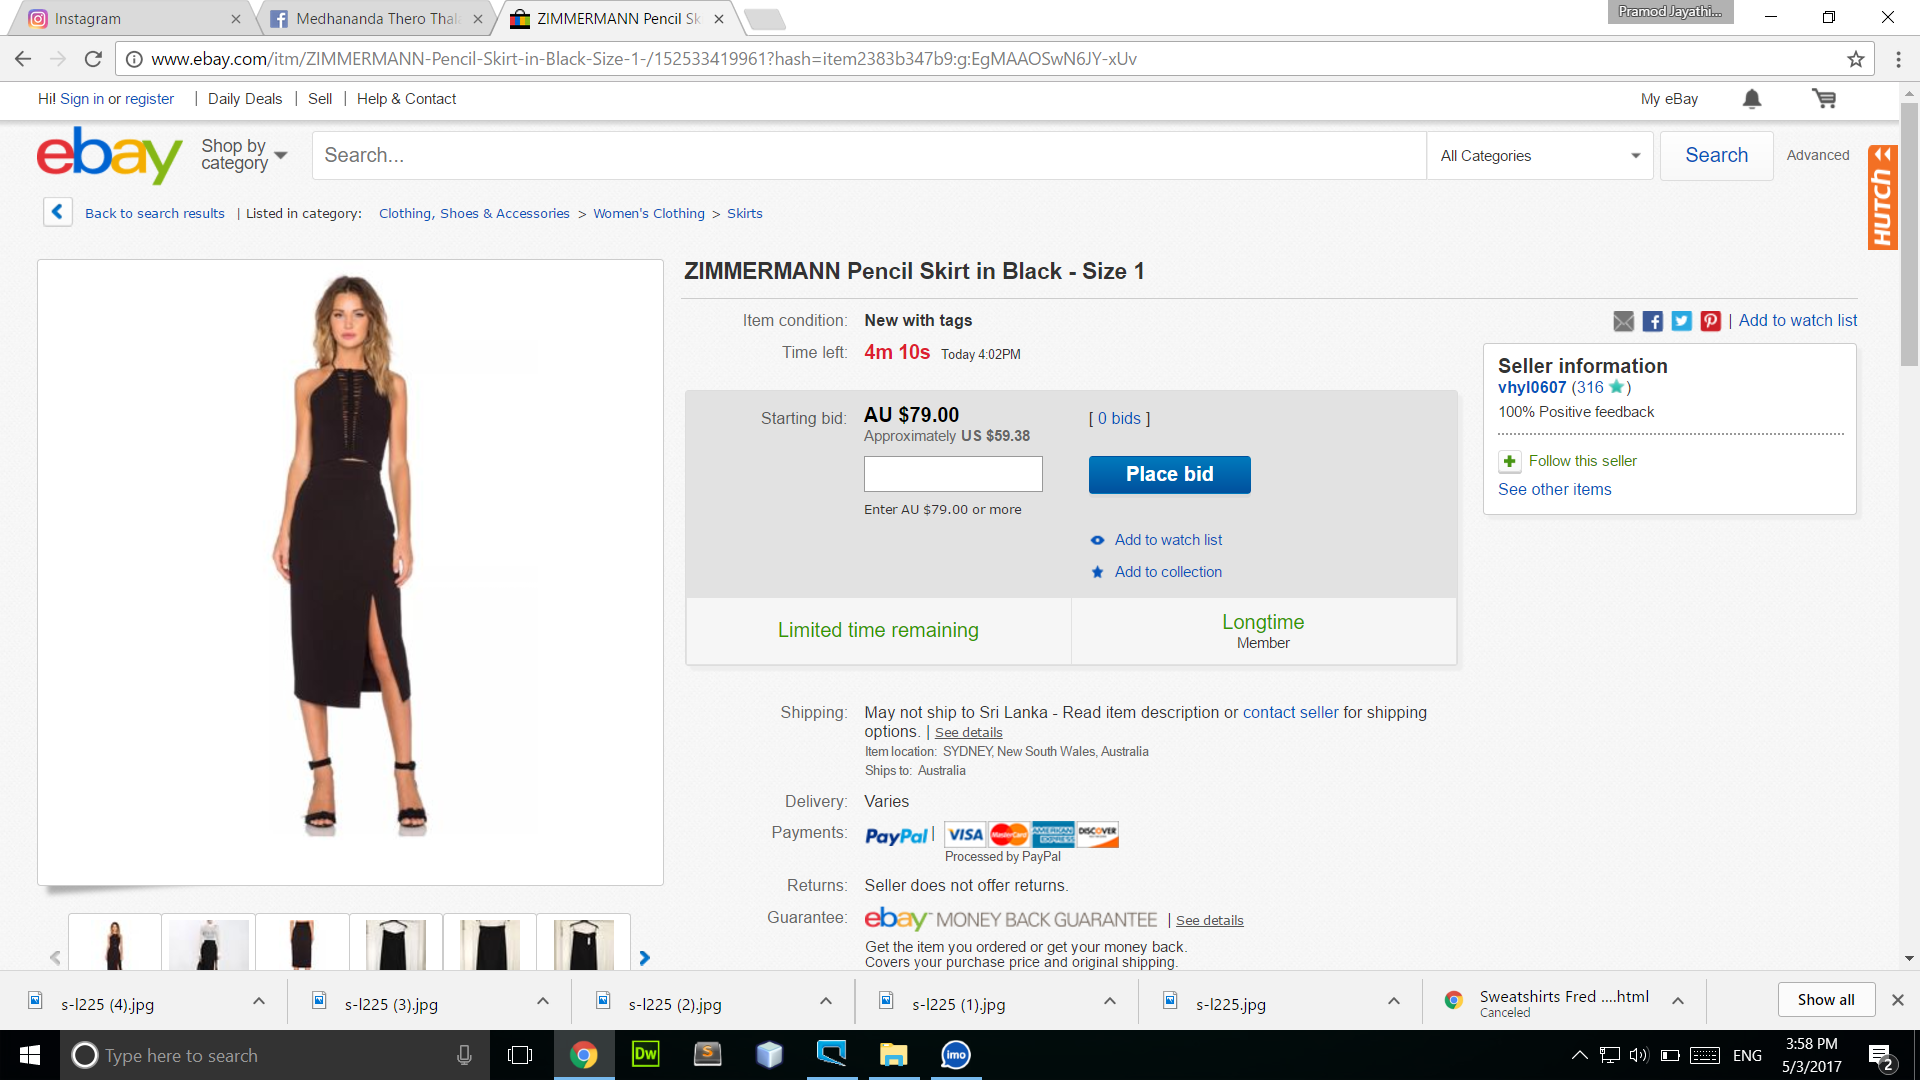 Instagram
Medhananda Thero Thal
ZIMMERMANN Pencil Sk
Pramod Jayathi...
www.ebay.com/itm/ZIMMERMANN-Pencil-Skirt-in-Black-Size-1-/152533419961?hash=item2383b347b9:g:EgMAAOSwN6JY-xUv
Hi! Sign in or register | Daily Deals | Sell | Help & Contact
My eBay
ebay
Shop by category
Search...
All Categories
Search
Advanced
HUTCH
Back to search results | Listed in category: Clothing, Shoes & Accessories > Women's Clothing > Skirts
ZIMMERMANN Pencil Skirt in Black - Size 1
Item condition: New with tags
| Add to watch list
Time left: 4m 10s Today 4:02PM
Seller information
vhyl0607 (316 )
100% Positive feedback
Follow this seller
See other items
Starting bid: AU $79.00 [ 0 bids ]
Approximately US $59.38
Place bid
Enter AU $79.00 or more
Add to watch list
Add to collection
Limited time remaining
Longtime
Member
Shipping: May not ship to Sri Lanka - Read item description or contact seller for shipping
options. | See details
Item location: SYDNEY, New South Wales, Australia
Ships to: Australia
Delivery: Varies
Payments: PayPal | VISA MasterCard AMERICAN EXPRESS DISCOVER
Processed by PayPal
Returns: Seller does not offer returns.
Guarantee: ebay MONEY BACK GUARANTEE | See details
Get the item you ordered or get your money back.
Covers your purchase price and original shipping.
s-l225 (4).jpg
s-l225 (3).jpg
s-l225 (2).jpg
s-l225 (1).jpg
s-l225.jpg
Sweatshirts Fred ....html
Canceled
Show all
Type here to search
Dw
S
imo
ENG
3:58 PM
5/3/2017
2